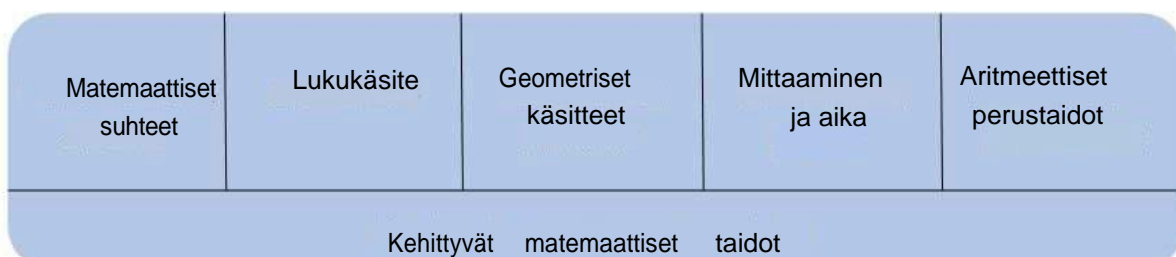 Matemaattiset
suhteet
Lukukäsite
Geometriset
käsitteet
Mittaaminen
ja aika
Aritmeettiset
perustaidot
Kehittyvät matemaattiset taidot